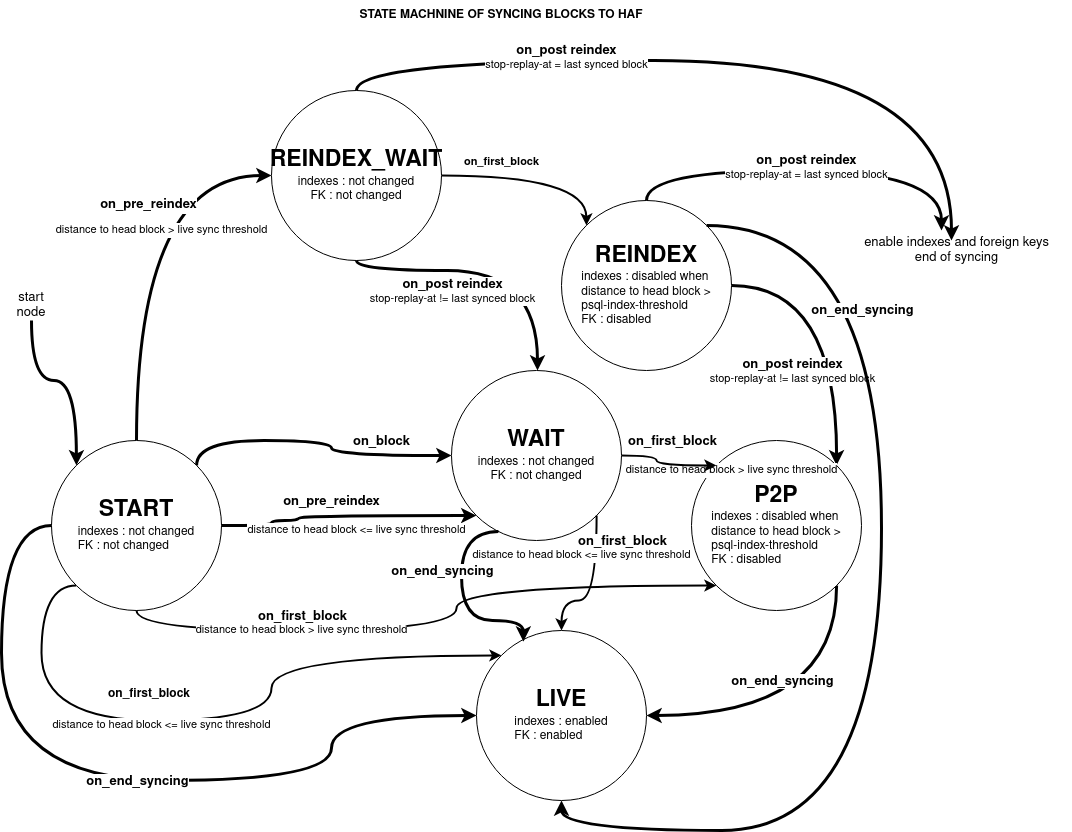 STATE MACHNINE OF SYNCING BLOCKS TO HAF
on_post reindex
stop-replay-at = last synced block
REINDEX_WAIT
indexes : not changed
FK : not changed
on_first_block
on_post reindex
stop-replay-at = last synced block
on_pre_reindex
distance to head block > live sync threshold
enable indexes and foreign keys
end of syncing
REINDEX
indexes : disabled when
distance to head block >
psql-index-threshold
FK : disabled
on_post reindex
stop-replay-at != last synced block
start
node
on_end_syncing
on_post reindex
stop-replay-at != last synced block
on_block
WAIT
indexes : not changed
FK : not changed
on_first_block
distance to head block > live sync threshold
START
indexes : not changed
FK : not changed
on_pre_reindex
distance to head block <= live sync threshold
P2P
indexes : disabled when
distance to head block >
psql-index-threshold
FK : disabled
on_first_block
distance to head block <= live sync threshold
on_end_syncing
on_first_block
distance to head block > live sync threshold
on_first_block
distance to head block <= live sync threshold
LIVE
indexes : enabled
FK : enabled
on_end_syncing
on_end_syncing